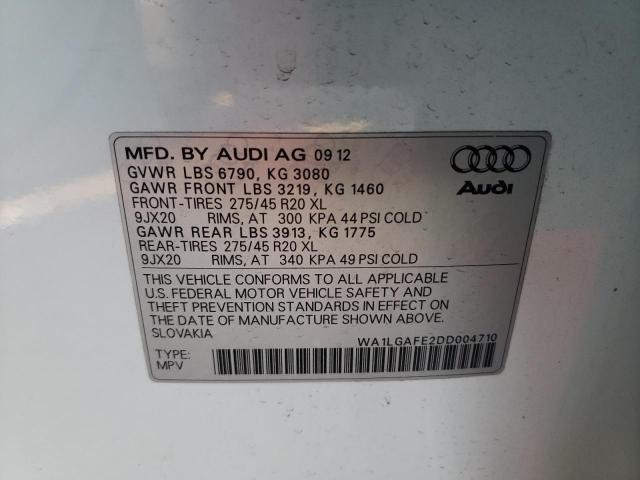 MFD. BY AUDI AG 09 12
GVWR LBS 6790, KG 3080
GAWR FRONT LBS 3219, KG 1460
FRONT-TIRES 275/45 R20 XL
9JX20 RIMS, AT 300 KPA 44 PSI COLD
GAWR REAR LBS 3913, KG 1775
REAR-TIRES 275/45 R20 XL
9JX20 RIMS, AT 340 KPA 49 PSI COLD
Audi
THIS VEHICLE CONFORMS TO ALL APPLICABLE
U.S. FEDERAL MOTOR VEHICLE SAFETY AND
THEFT PREVENTION STANDARDS IN EFFECT ON
THE DATE OF MANUFACTURE SHOWN ABOVE.
SLOVAKIA
WA1LGAFE2DD004710
TYPE:
MPV